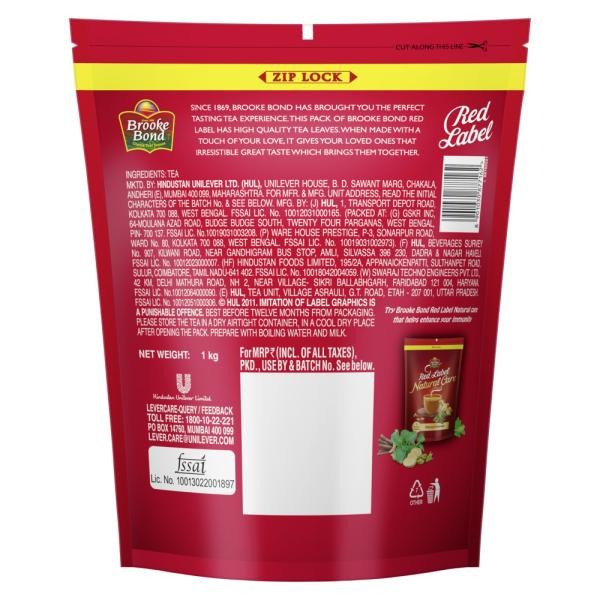 CUT ALONG THIS LINE
ZIP LOCK
Brooke
Bond
Red
Label
SINCE 1869, BROOKE BOND HAS BROUGHT YOU THE PERFECT
TASTING TEA EXPERIENCE. THIS PACK OF BROOKE BOND RED
LABEL HAS HIGH QUALITY TEA LEAVES. WHEN MADE WITH A
TOUCH OF YOUR LOVE, IT GIVES YOUR LOVED ONES THAT
IRRESISTIBLE GREAT TASTE WHICH BRINGS THEM TOGETHER.
INGREDIENTS: TEA
MKTD. BY: HINDUSTAN UNILEVER LTD. (HUL), UNILEVER HOUSE, B. D. SAWANT MARG, CHAKALA,
ANDHERI (E), MUMBAI 400 099, MAHARASHTRA. FOR MFR. & MFG. UNIT ADDRESS, READ THE INITIAL
CHARACTERS OF THE BATCH No. & SEE BELOW. MFG. BY: (J) HUL, 1, TRANSPORT DEPOT ROAD,
KOLKATA 700 088, WEST BENGAL. FSSAI LIC. No. 10012031000165. (PACKED AT: (G) GSKR INC,
64-MOULANA AZAD ROAD, BUDGE BUDGE SOUTH, TWENTY FOUR PARGANAS, WEST BENGAL,
PIN- 700 137. FSSAI LIC. No. 10019031003208. (P) WARE HOUSE PRESTIGE, P-3, SONARPUR ROAD,
WARD No. 80, KOLKATA 700 088, WEST BENGAL. FSSAI LIC. No. 10019031002973). (F) HUL, BEVERAGES SURVEY
No. 907, KILWANI ROAD, NEAR GANDHIGRAM BUS STOP, AMLI, SILVASSA 396 230, DADRA & NAGAR HAVELI
FSSAI LIC. No. 10012023000007. (HF) HINDUSTAN FOODS LIMITED, 195/2A, APPANAICKENPATTI, SULTHANPET ROAD,
SULUR, COIMBATORE, TAMIL NADU-641 402. FSSAI LIC. No. 10018042004059. (W) SWARAJ TECHNO ENGINEERS PVT. LTD.,
42 KM, DELHI MATHURA ROAD, NH 2, NEAR VILLAGE- SIKRI BALLABHGARH, FARIDABAD 121 004, HARYANA.
FSSAI Lic. No.10012064000090. (E) HUL, TEA UNIT, VILLAGE ASRAULI, G.T. ROAD, ETAH - 207 001, UTTAR PRADESH.
FSSAI LIC. No. 10012051000306. © HUL 2011. IMITATION OF LABEL GRAPHICS IS
A PUNISHABLE OFFENCE. BEST BEFORE TWELVE MONTHS FROM PACKAGING.
PLEASE STORE THE TEA IN A DRY AIRTIGHT CONTAINER, IN A COOL DRY PLACE
AFTER OPENING THE PACK. PREPARE WITH BOILING WATER AND MILK.
Try Brooke Bond Red Label Natural care
that helps enhance your immunity
NET WEIGHT: 1 kg
For MRP ₹ (INCL. OF ALL TAXES),
PKD., USE BY & BATCH No. See below.
Red Label
Natural Care
Hindustan Unilever Limited
LEVERCARE-QUERY / FEEDBACK
TOLL FREE: 1800-10-22-221
PO BOX 14760, MUMBAI 400 099
LEVER.CARE@UNILEVER.COM
fssai
Lic. No. 10013022001897
7
OTHER